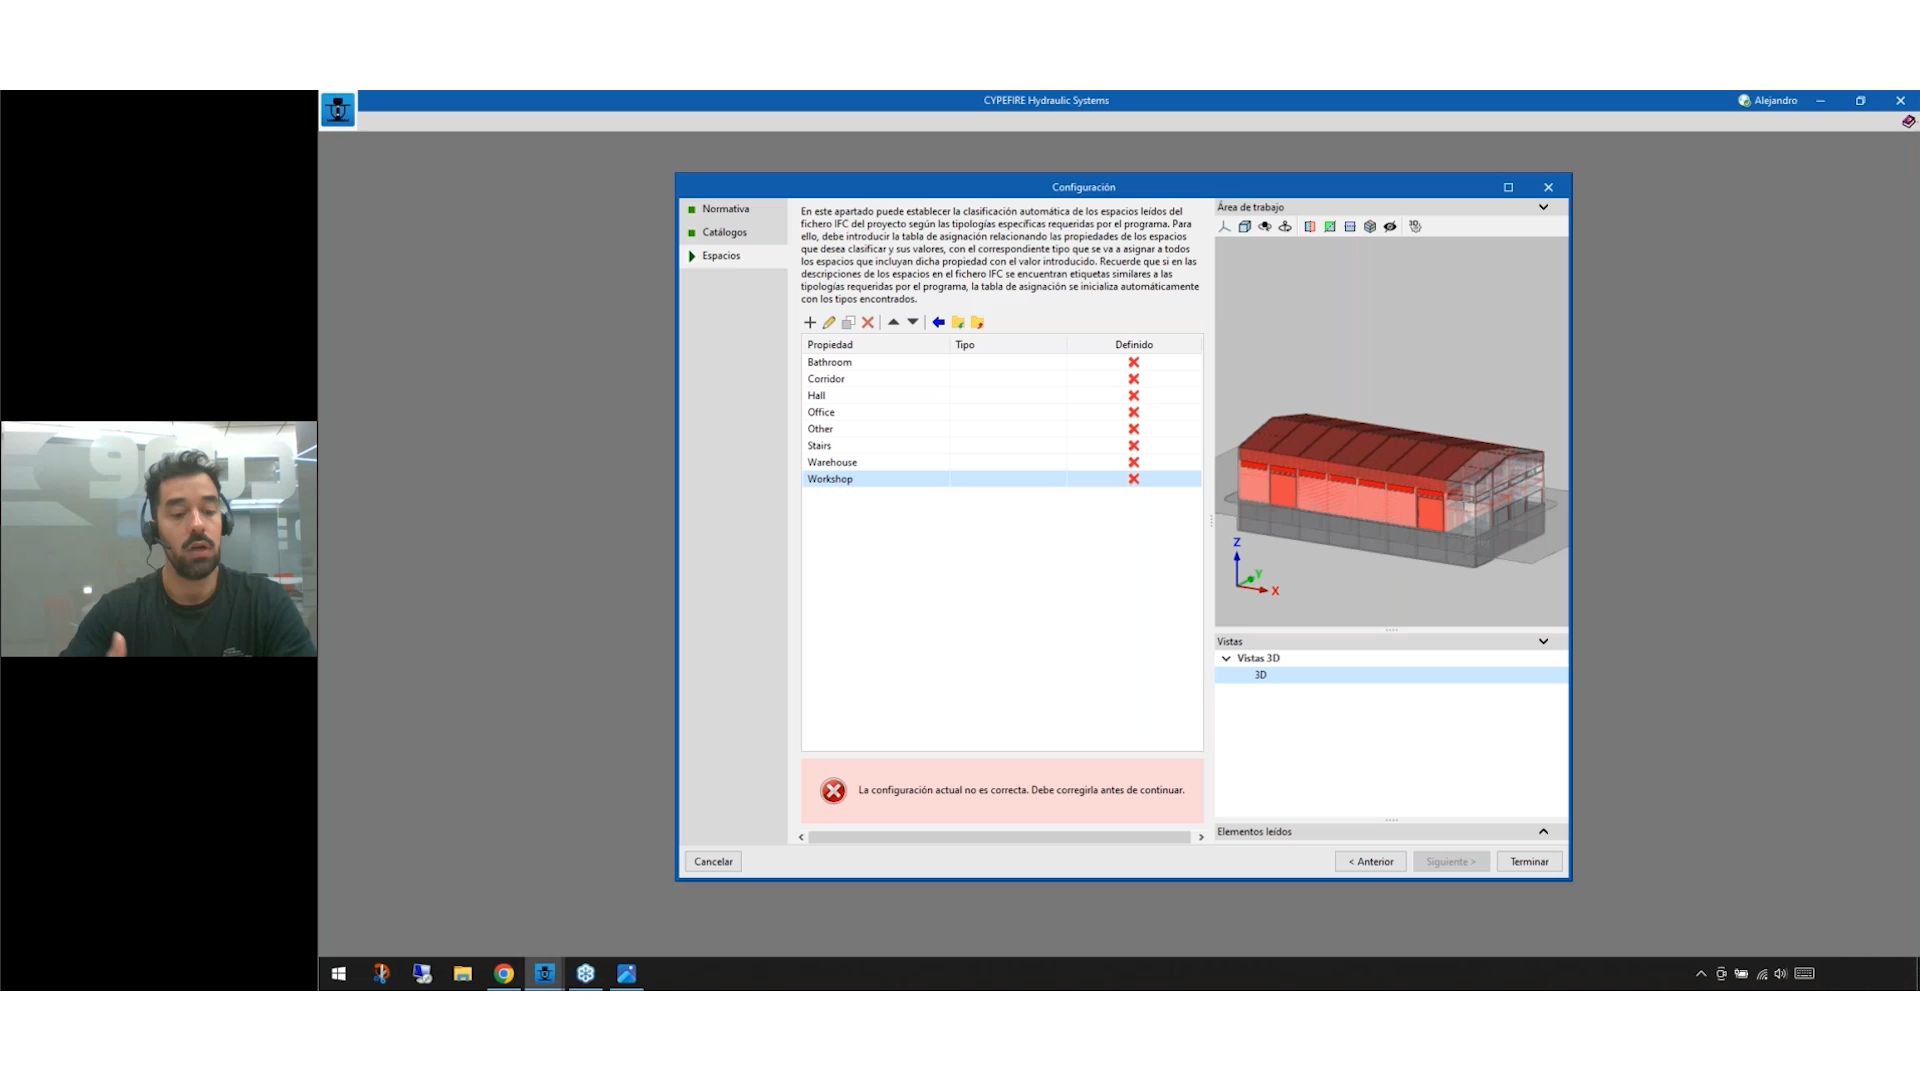 CYPEFIRE Hydraulic Systems
Alejandro
Configuración
Normativa
Catálogos
Espacios
En este apartado puede establecer la clasificación automática de los espacios leídos del
fichero IFC del proyecto según las tipologías específicas requeridas por el programa. Para
ello, debe introducir la tabla de asignación relacionando las propiedades de los espacios
que desea clasificar y sus valores, con el correspondiente tipo que se va a asignar a todos
los espacios que incluyan dicha propiedad con el valor introducido. Recuerde que si en las
descripciones de los espacios en el fichero IFC se encuentran etiquetas similares a las
tipologías requeridas por el programa, la tabla de asignación se inicializa automáticamente
con los tipos encontrados.
Propiedad Tipo Definido
Bathroom
Corridor
Hall
Office
Other
Stairs
Warehouse
Workshop
La configuración actual no es correcta. Debe corregirla antes de continuar.
Área de trabajo
Z
Y
X
Vistas
Vistas 3D
3D
Elementos leídos
Cancelar
< Anterior
Siguiente >
Terminar